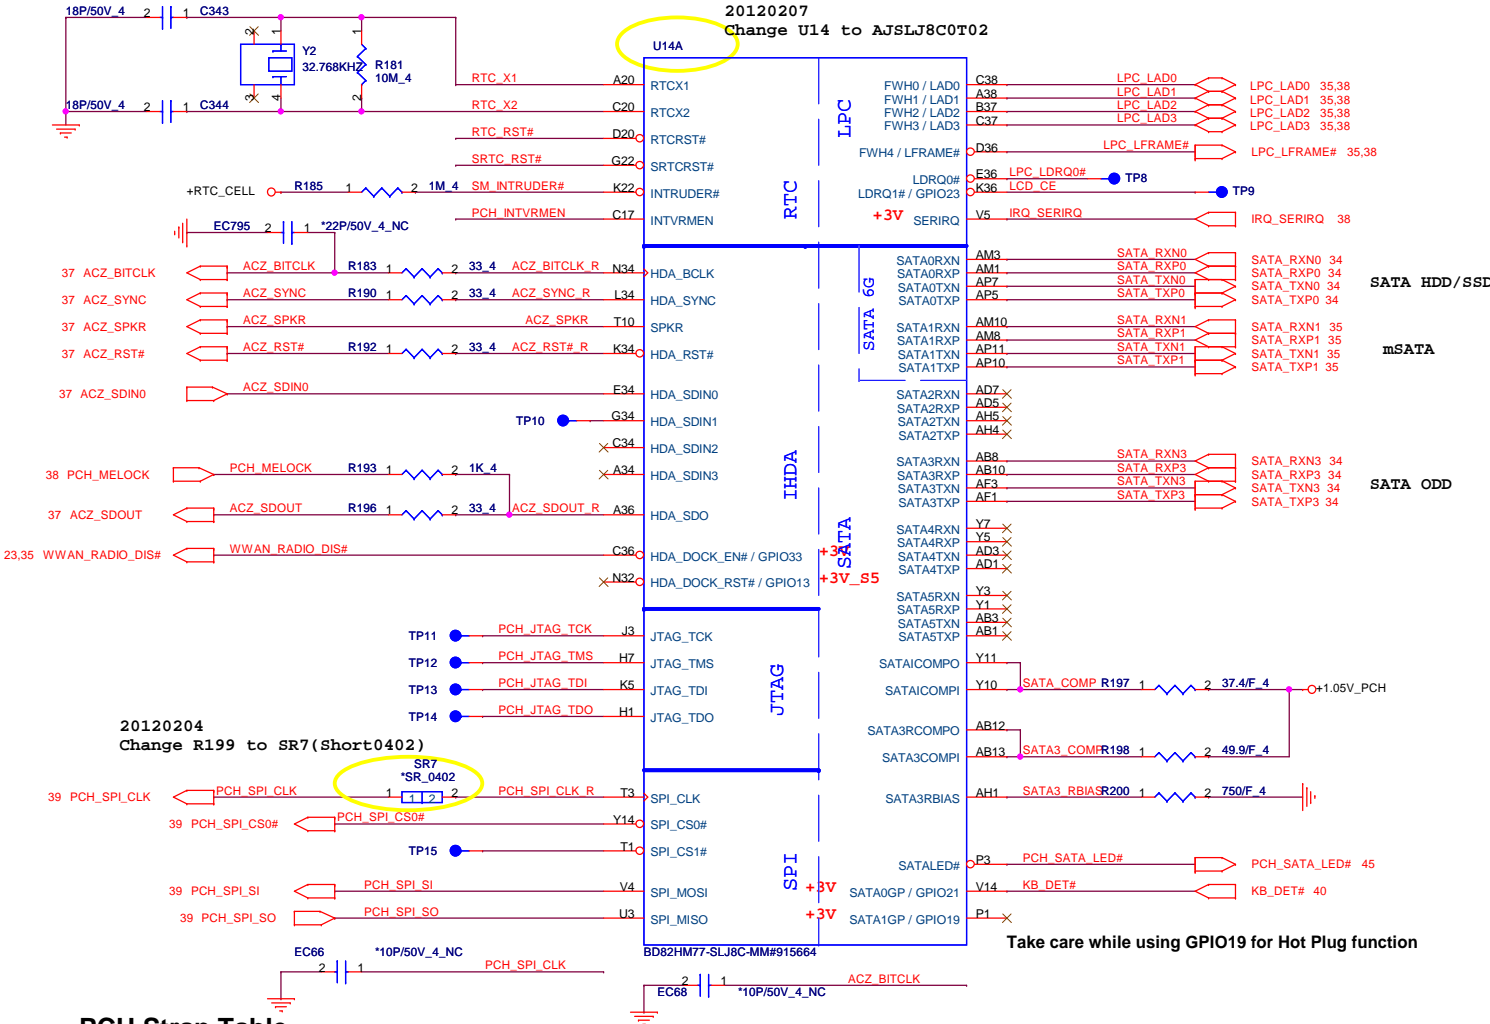 20120207
Change U14 to AJSLJ8C0T02
18P/50V_4 2 1 C343
U14A
Y2
32.768KHZ
1 2 3 4
R181
10M_4
1 2
18P/50V_4 2 1 C344
RTC_X1 A20 RTCX1
RTC_X2 C20 RTCX2
RTC_RST# D20 RTCRST#
SRTC_RST# G22 SRTCRST#
+RTC_CELL R185 1 2 1M_4 SM_INTRUDER# K22 INTRUDER#
PCH_INTVRMEN C17 INTVRMEN
RTC
LPC
FWH0 / LAD0 C38 LPC_LAD0 LPC_LAD0 35,38
FWH1 / LAD1 A38 LPC_LAD1 LPC_LAD1 35,38
FWH2 / LAD2 B37 LPC_LAD2 LPC_LAD2 35,38
FWH3 / LAD3 C37 LPC_LAD3 LPC_LAD3 35,38
FWH4 / LFRAME# D36 LPC_LFRAME# LPC_LFRAME# 35,38
LDRQ0# E36 LPC_LDRQ0# TP8
LDRQ1# / GPIO23 K36 LCD_CE TP9
+3V SERIRQ V5 IRQ_SERIRQ IRQ_SERIRQ 38
EC795 2 1 *22P/50V_4_NC
37 ACZ_BITCLK ACZ_BITCLK R183 1 2 33_4 ACZ_BITCLK_R N34 HDA_BCLK
37 ACZ_SYNC ACZ_SYNC R190 1 2 33_4 ACZ_SYNC_R L34 HDA_SYNC
37 ACZ_SPKR ACZ_SPKR ACZ_SPKR T10 SPKR
37 ACZ_RST# ACZ_RST# R192 1 2 33_4 ACZ_RST#_R K34 HDA_RST#
37 ACZ_SDIN0 ACZ_SDIN0 E34 HDA_SDIN0
TP10 G34 HDA_SDIN1
C34 HDA_SDIN2
A34 HDA_SDIN3
38 PCH_MELOCK PCH_MELOCK R193 1 2 1K_4
37 ACZ_SDOUT ACZ_SDOUT R196 1 2 33_4 ACZ_SDOUT_R A36 HDA_SDO
23,35 WWAN_RADIO_DIS# WWAN_RADIO_DIS# C36 HDA_DOCK_EN# / GPIO33 +3V
N32 HDA_DOCK_RST# / GPIO13 +3V_S5
IHDA
SATA 6G
SATA
SATA0RXN AM3 SATA_RXN0 SATA_RXN0 34
SATA0RXP AM1 SATA_RXP0 SATA_RXP0 34
SATA0TXN AP7 SATA_TXN0 SATA_TXN0 34
SATA0TXP AP5 SATA_TXP0 SATA_TXP0 34
SATA HDD/SSD
SATA1RXN AM10 SATA_RXN1 SATA_RXN1 35
SATA1RXP AM8 SATA_RXP1 SATA_RXP1 35
SATA1TXN AP11 SATA_TXN1 SATA_TXN1 35
SATA1TXP AP10 SATA_TXP1 SATA_TXP1 35
mSATA
SATA2RXN AD7
SATA2RXP AD5
SATA2TXN AH5
SATA2TXP AH4
SATA3RXN AB8 SATA_RXN3 SATA_RXN3 34
SATA3RXP AB10 SATA_RXP3 SATA_RXP3 34
SATA3TXN AF3 SATA_TXN3 SATA_TXN3 34
SATA3TXP AF1 SATA_TXP3 SATA_TXP3 34
SATA ODD
SATA4RXN Y7
SATA4RXP Y5
SATA4TXN AD3
SATA4TXP AD1
SATA5RXN Y3
SATA5RXP Y1
SATA5TXN AB3
SATA5TXP AB1
SATAICOMPO Y11
SATAICOMPI Y10 SATA_COMP R197 1 2 37.4/F_4 +1.05V_PCH
SATA3RCOMPO AB12
SATA3COMPI AB13 SATA3_COMP R198 1 2 49.9/F_4
SATA3RBIAS AH1 SATA3_RBIAS R200 1 2 750/F_4
SATALED# P3 PCH_SATA_LED# PCH_SATA_LED# 45
+3V SATA0GP / GPIO21 V14 KB_DET# KB_DET# 40
+3V SATA1GP / GPIO19 P1
Take care while using GPIO19 for Hot Plug function
TP11 PCH_JTAG_TCK J3 JTAG_TCK
TP12 PCH_JTAG_TMS H7 JTAG_TMS
TP13 PCH_JTAG_TDI K5 JTAG_TDI
TP14 PCH_JTAG_TDO H1 JTAG_TDO
JTAG
20120204
Change R199 to SR7(Short0402)
SR7
*SR_0402
39 PCH_SPI_CLK PCH_SPI_CLK 1 1 2 2 PCH_SPI_CLK_R T3 SPI_CLK
39 PCH_SPI_CS0# PCH_SPI_CS0# Y14 SPI_CS0#
TP15 T1 SPI_CS1#
39 PCH_SPI_SI PCH_SPI_SI V4 SPI_MOSI
39 PCH_SPI_SO PCH_SPI_SO U3 SPI_MISO
SPI
BD82HM77-SLJ8C-MM#915664
EC66 2 1 *10P/50V_4_NC PCH_SPI_CLK
EC68 2 1 *10P/50V_4_NC ACZ_BITCLK
PCH Strap Table